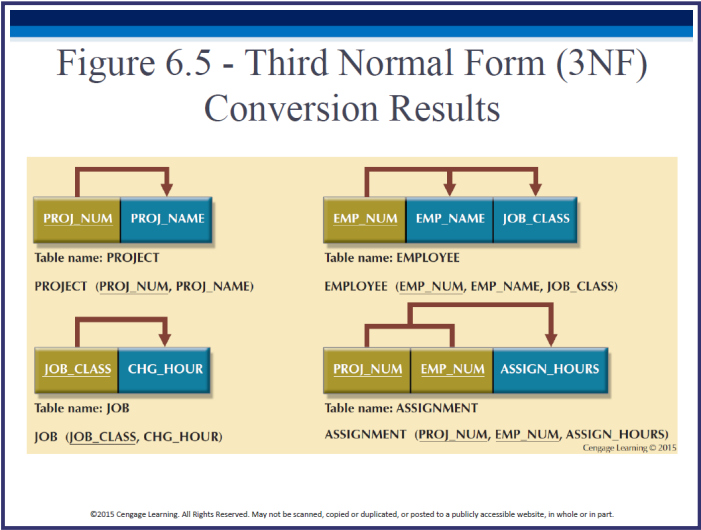 Figure 6.5 - Third Normal Form (3NF)
Conversion Results
PROJ_NUM PROJ_NAME
Table name: PROJECT
PROJECT (PROJ_NUM, PROJ_NAME)
EMP_NUM EMP_NAME JOB_CLASS
Table name: EMPLOYEE
EMPLOYEE (EMP_NUM, EMP_NAME, JOB_CLASS)
JOB_CLASS CHG_HOUR
Table name: JOB
JOB (JOB_CLASS, CHG_HOUR)
PROJ_NUM EMP_NUM ASSIGN_HOURS
Table name: ASSIGNMENT
ASSIGNMENT (PROJ_NUM, EMP_NUM, ASSIGN_HOURS)
Cengage Learning © 2015
©2015 Cengage Learning. All Rights Reserved. May not be scanned, copied or duplicated, or posted to a publicly accessible website, in whole or in part.